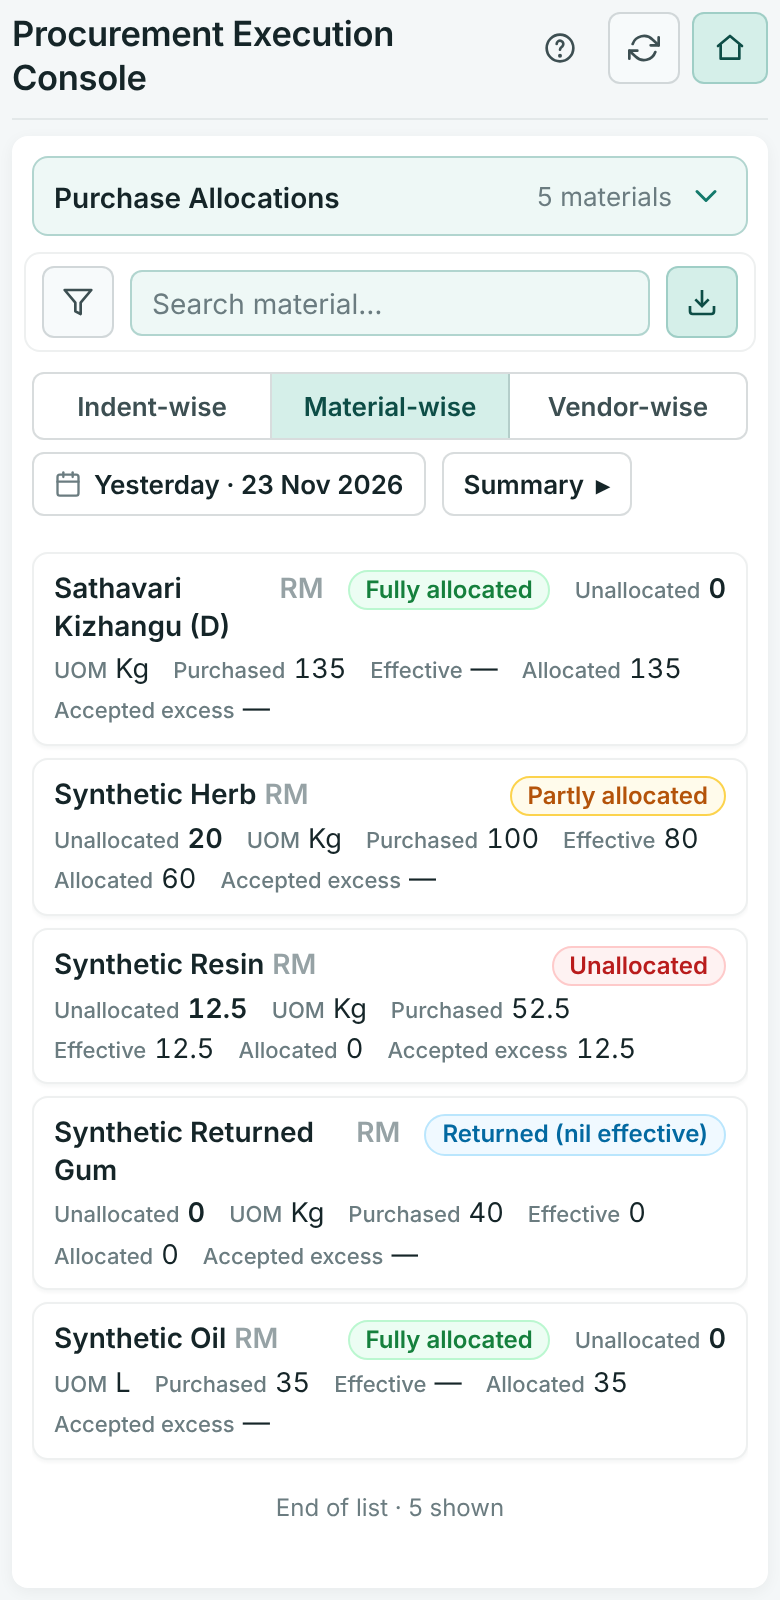 Procurement Execution
Console
Purchase Allocations 5 materials
Search material...
Indent-wise Material-wise Vendor-wise
Yesterday · 23 Nov 2026 Summary ▸
Sathavari RM Fully allocated Unallocated 0
Kizhangu (D)
UOM Kg Purchased 135 Effective — Allocated 135
Accepted excess —
Synthetic Herb RM Partly allocated
Unallocated 20 UOM Kg Purchased 100 Effective 80
Allocated 60 Accepted excess —
Synthetic Resin RM Unallocated
Unallocated 12.5 UOM Kg Purchased 52.5
Effective 12.5 Allocated 0 Accepted excess 12.5
Synthetic Returned RM Returned (nil effective)
Gum
Unallocated 0 UOM Kg Purchased 40 Effective 0
Allocated 0 Accepted excess —
Synthetic Oil RM Fully allocated Unallocated 0
UOM L Purchased 35 Effective — Allocated 35
Accepted excess —
End of list · 5 shown